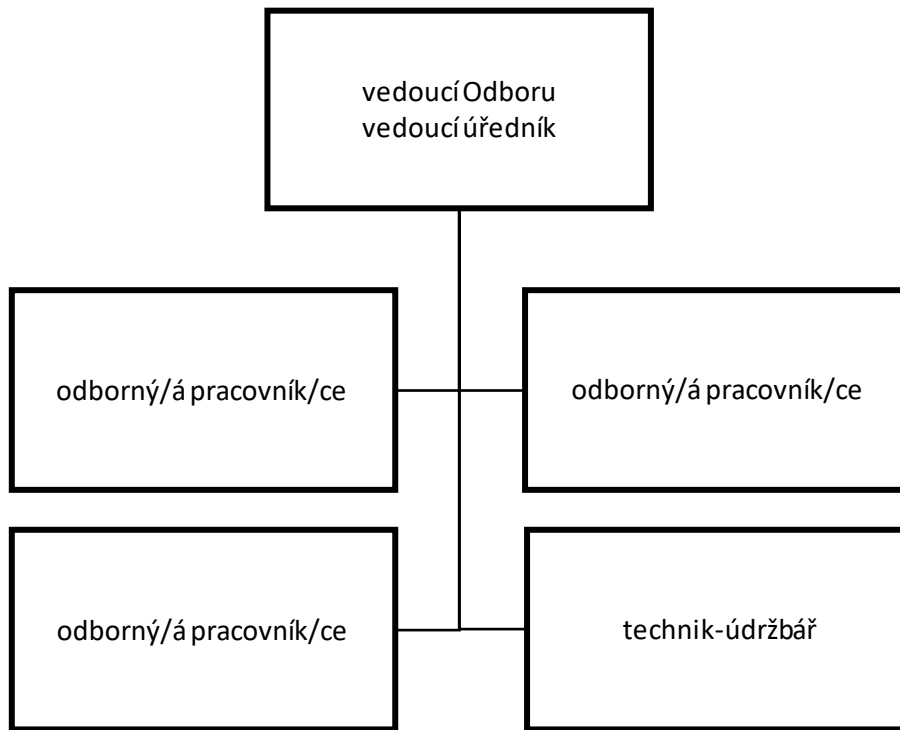 vedoucí Odboru
vedoucí úředník
odborný/á pracovník/ce
odborný/á pracovník/ce
odborný/á pracovník/ce
technik-údržbář